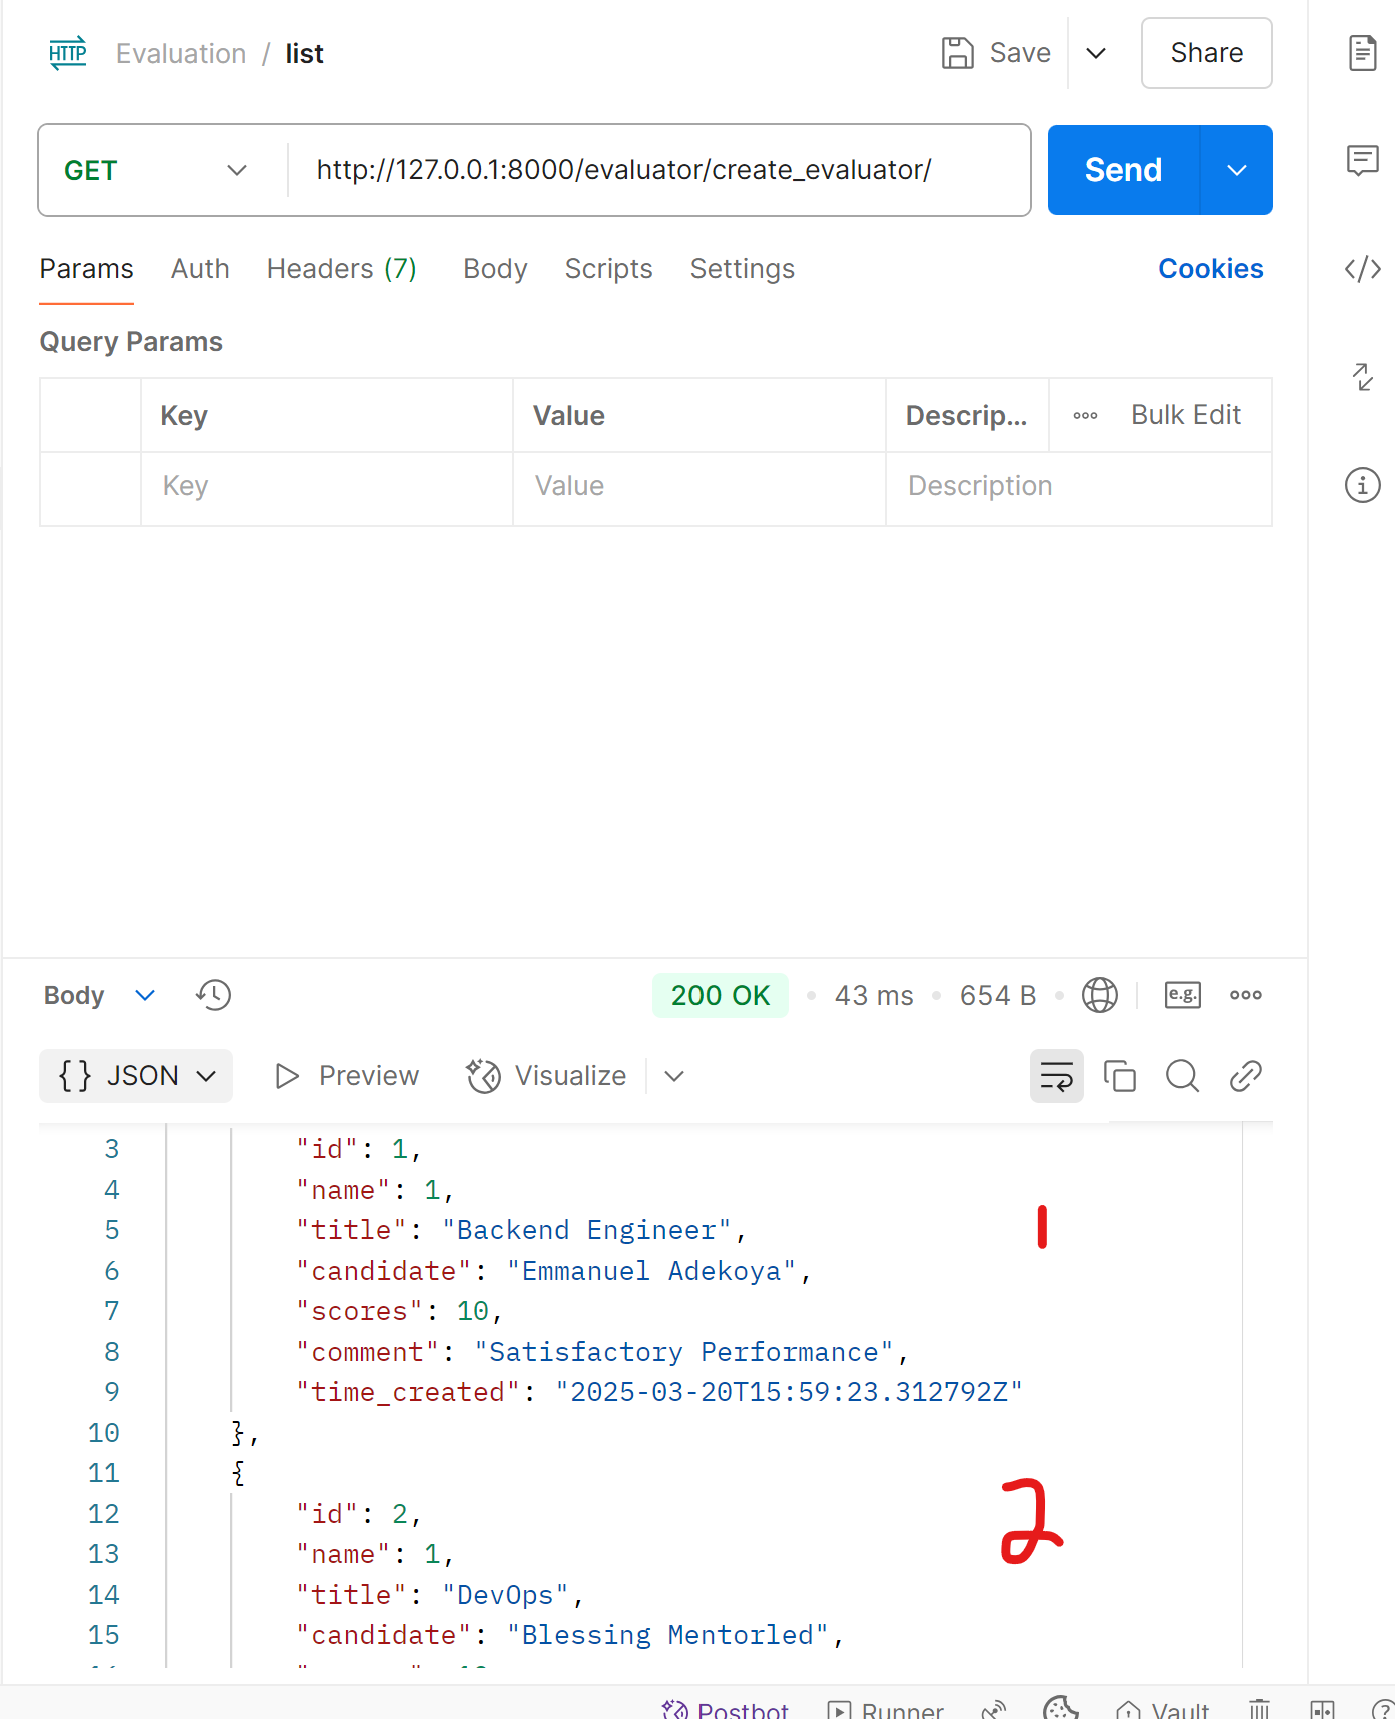 HTTP Evaluation / list Save Share
GET http://127.0.0.1:8000/evaluator/create_evaluator/ Send
Params Auth Headers (7) Body Scripts Settings Cookies
Query Params
Key Value Descrip... Bulk Edit
Key Value Description
Body 200 OK 43 ms 654 B e.g.
{} JSON Preview Visualize
3 "id": 1,
4 "name": 1,
5 "title": "Backend Engineer",
1
6 "candidate": "Emmanuel Adekoya",
7 "scores": 10,
8 "comment": "Satisfactory Performance",
9 "time_created": "2025-03-20T15:59:23.312792Z"
10 },
11 {
12 "id": 2,
2
13 "name": 1,
14 "title": "DevOps",
15 "candidate": "Blessing Mentorled",
Postbot Runner Vault